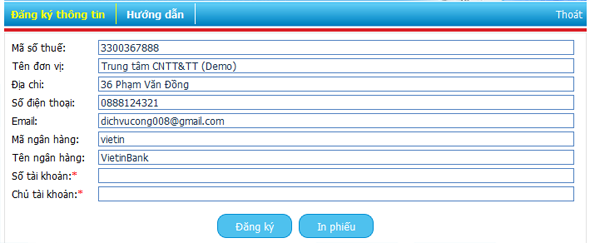 Đăng ký thông tin Hướng dẫn Thoát
Mã số thuế: 3300367888
Tên đơn vị: Trung tâm CNTT&TT (Demo)
Địa chỉ: 36 Phạm Văn Đồng
Số điện thoại: 0888124321
Email: dichvucong008@gmail.com
Mã ngân hàng: vietin
Tên ngân hàng: VietinBank
Số tài khoản:*
Chủ tài khoản:*
Đăng ký In phiếu